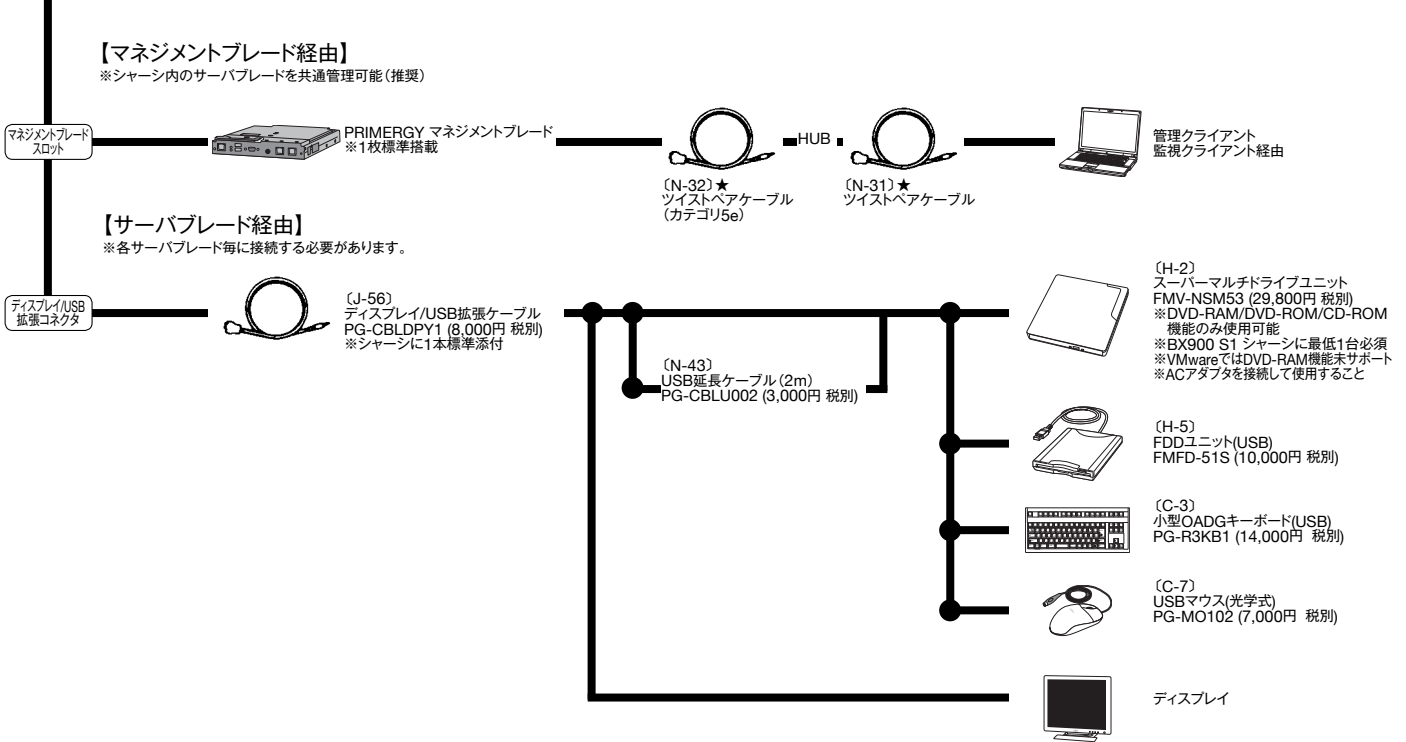 【マネジメントブレード経由】
※シャーシ内のサーバブレードを共通管理可能（推奨）
マネジメントブレード
スロット
PRIMERGY マネジメントブレード
※1枚標準搭載
HUB
〔N-32〕★
ツイストペアケーブル
（カテゴリ5e）
〔N-31〕★
ツイストペアケーブル
管理クライアント
監視クライアント経由
【サーバブレード経由】
※各サーバブレード毎に接続する必要があります。
ディスプレイ/USB
拡張コネクタ
〔J-56〕
ディスプレイ/USB拡張ケーブル
PG-CBLDPY1 (8,000円 税別)
※シャーシに1本標準添付
〔N-43〕
USB延長ケーブル（2m）
PG-CBLU002 (3,000円 税別)
〔H-2〕
スーパーマルチドライブユニット
FMV-NSM53 (29,800円 税別)
※DVD-RAM/DVD-ROM/CD-ROM
機能のみ使用可能
※BX900 S1 シャーシに最低1台必須
※VMwareではDVD-RAM機能未サポート
※ACアダプタを接続して使用すること
〔H-5〕
FDDユニット(USB)
FMFD-51S (10,000円 税別)
〔C-3〕
小型OADGキーボード(USB)
PG-R3KB1 (14,000円 税別)
〔C-7〕
USBマウス(光学式)
PG-MO102 (7,000円 税別)
ディスプレイ